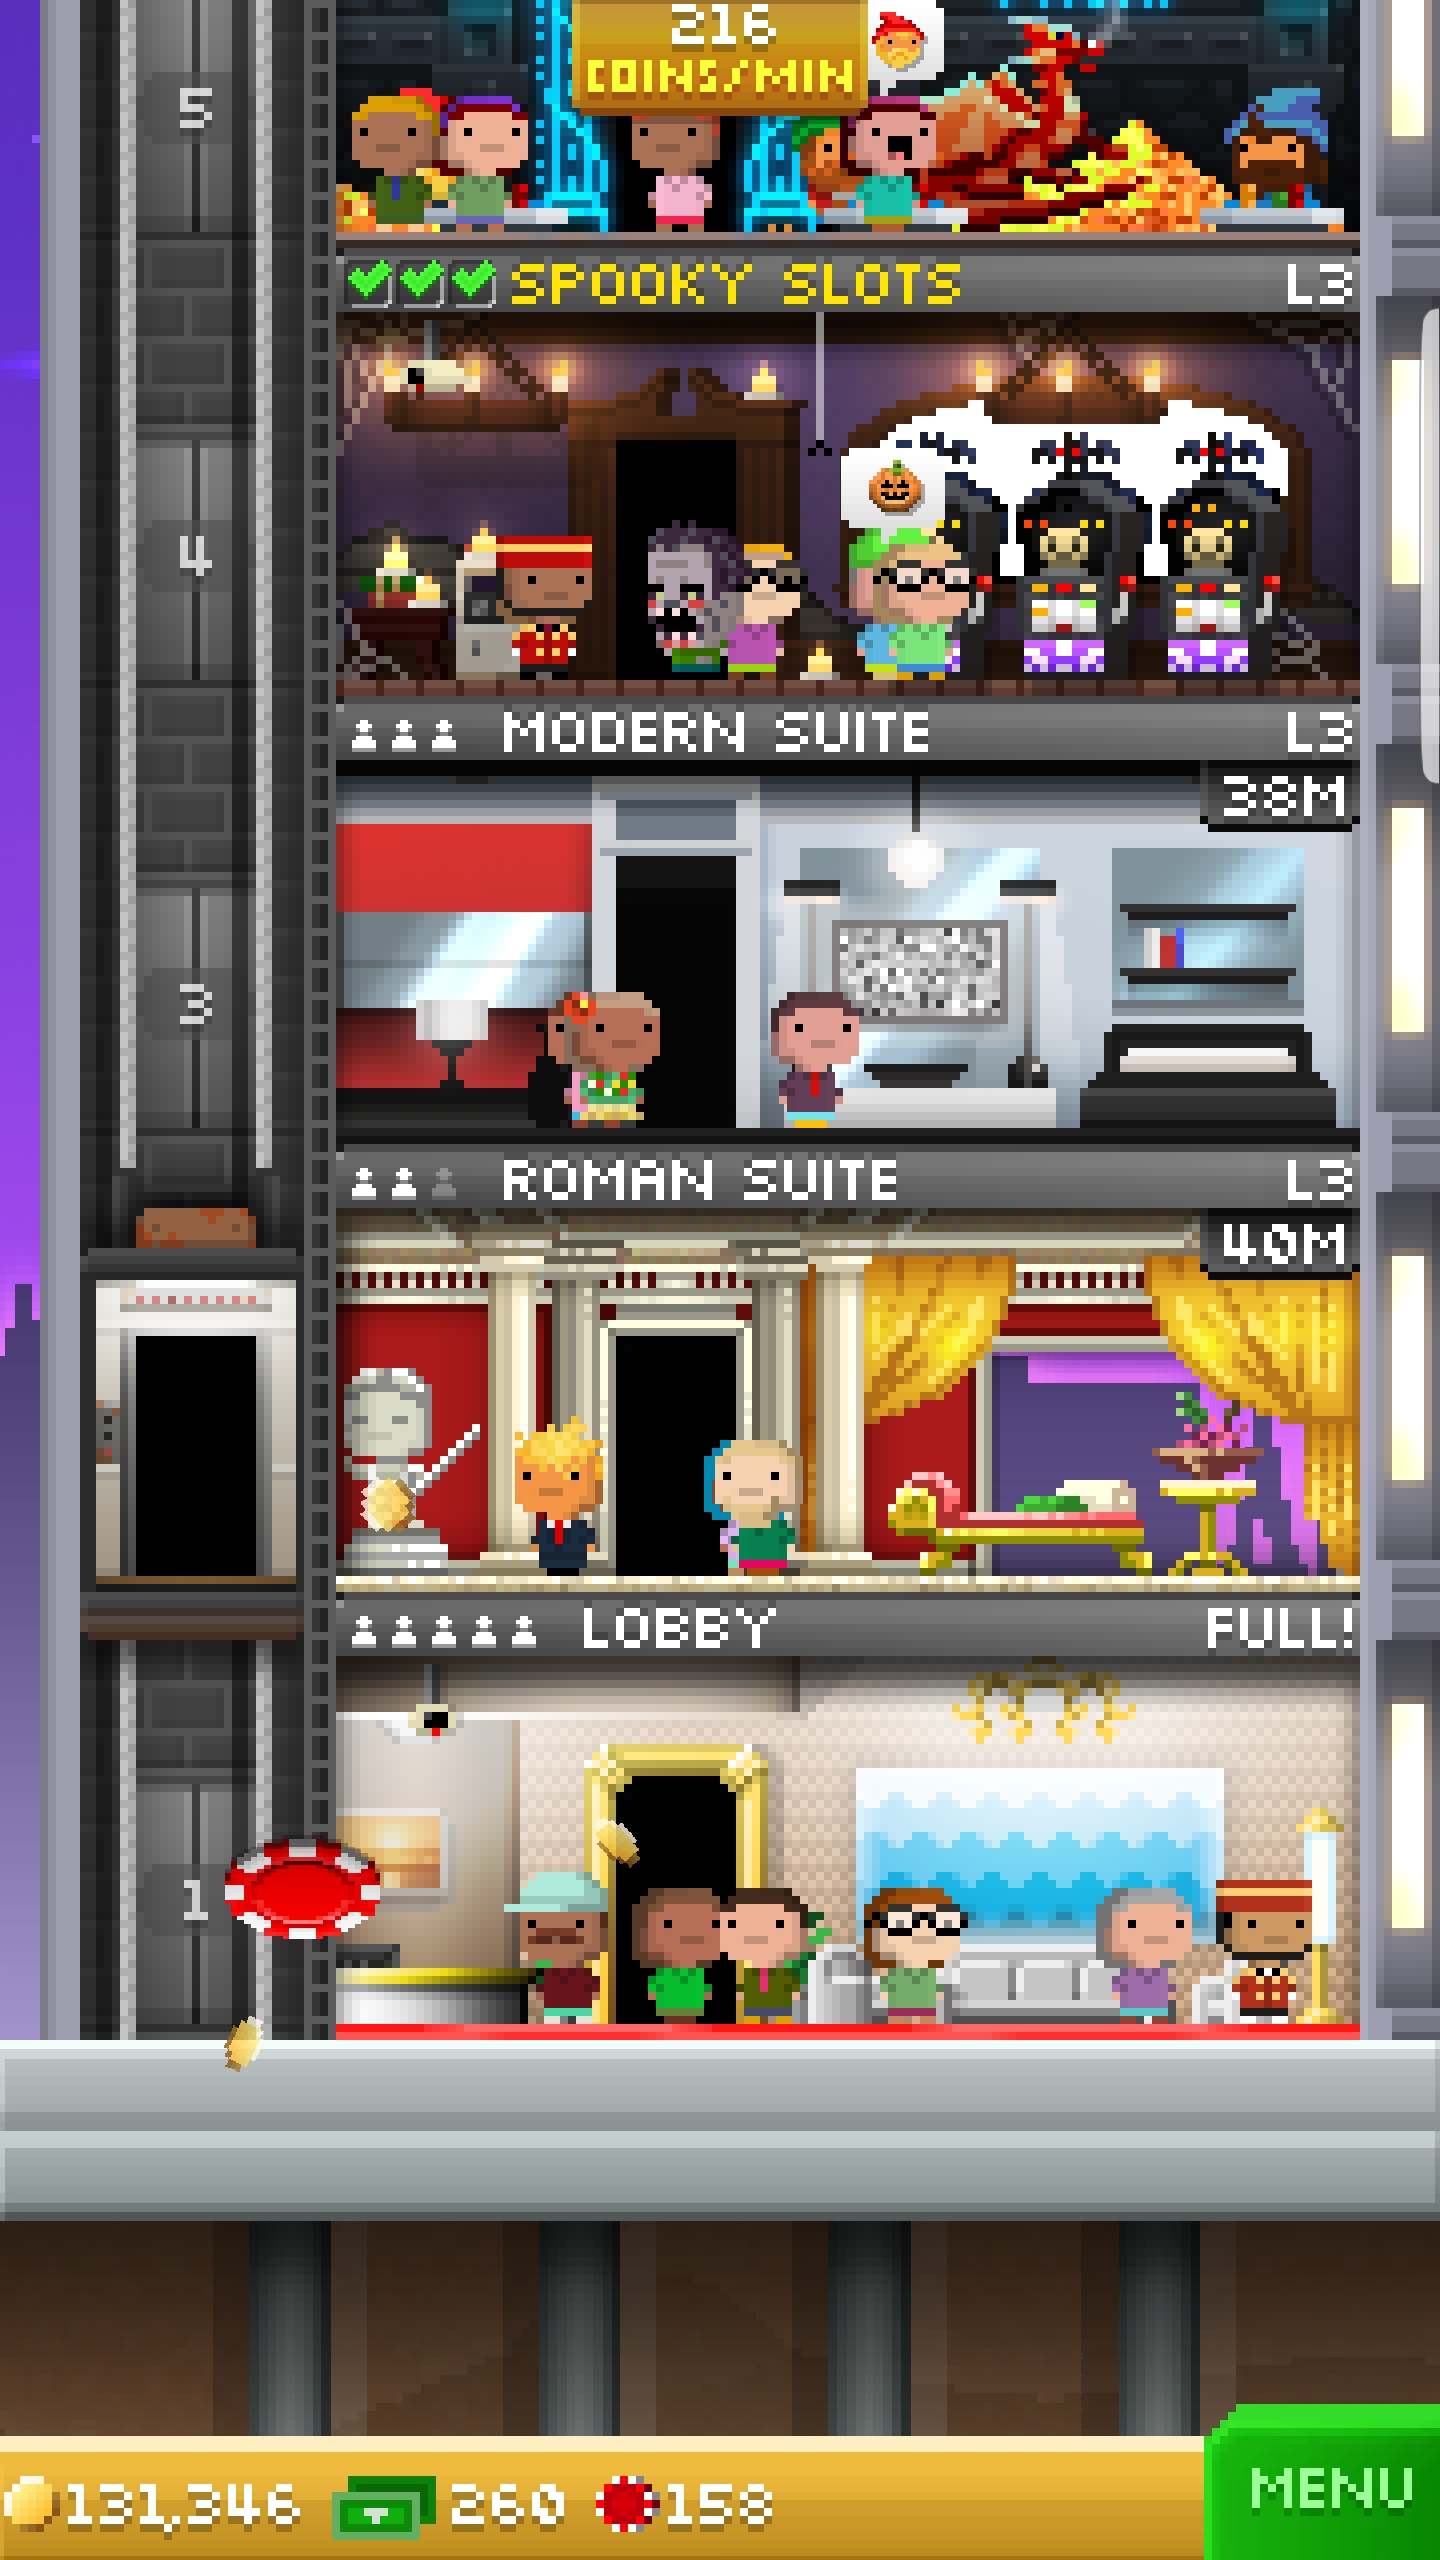 216
COINS/MIN
5
SPOOKY SLOTS L3
4
MODERN SUITE L3
38M
3
ROMAN SUITE L3
40M
LOBBY FULL!
1
131,346 260 158
MENU